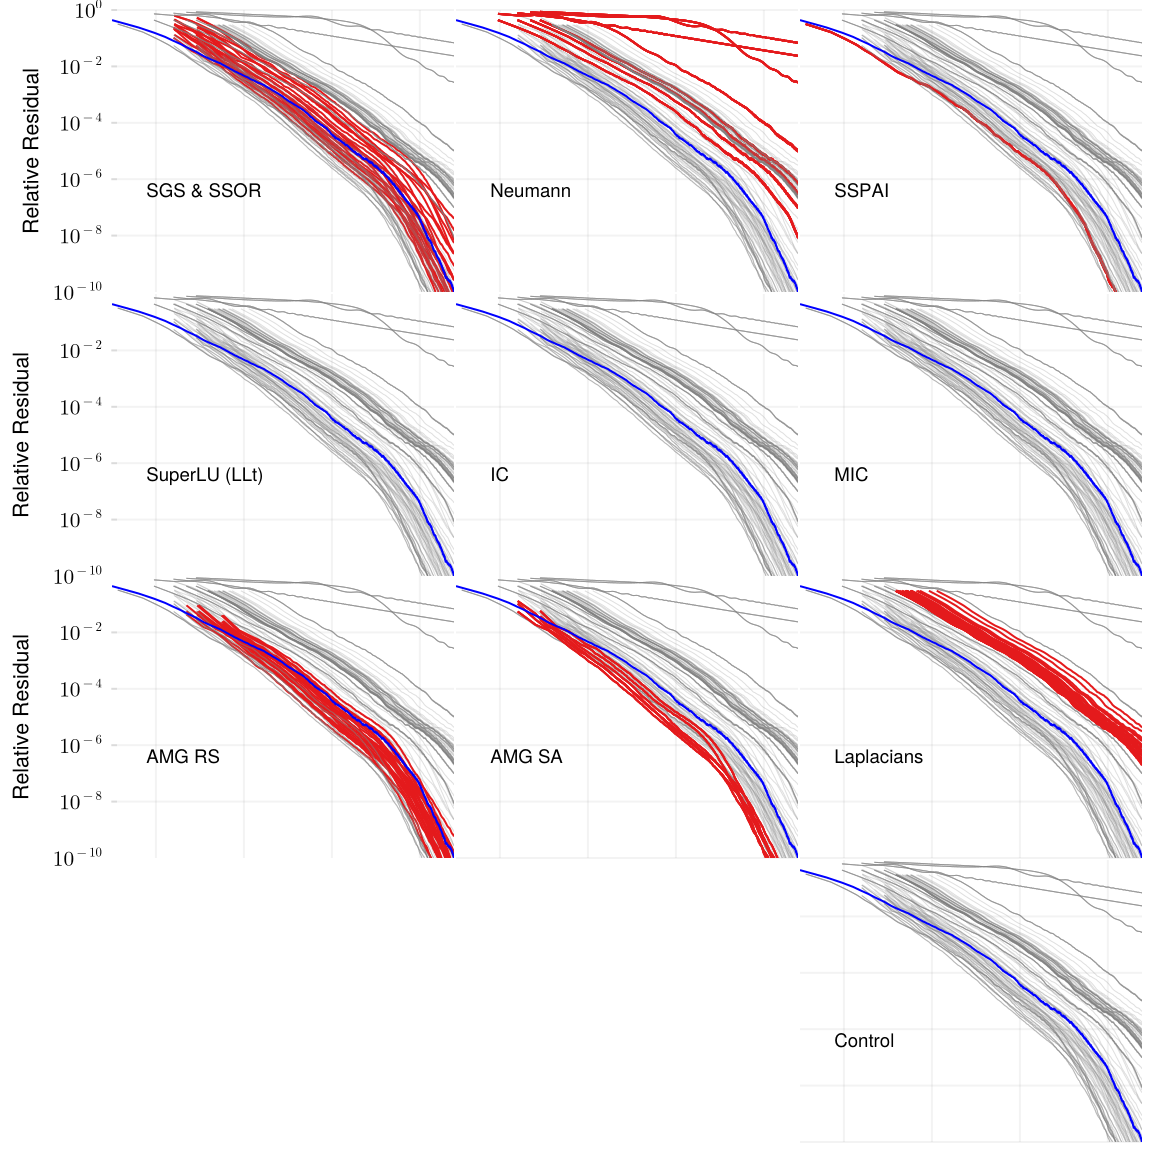 10^0
10^−2
10^−4
10^−6
10^−8
10^−10
Relative Residual
SGS & SSOR
Neumann
SSPAI
10^−2
10^−4
10^−6
10^−8
10^−10
Relative Residual
SuperLU (LLt)
IC
MIC
10^−2
10^−4
10^−6
10^−8
10^−10
Relative Residual
AMG RS
AMG SA
Laplacians
Control